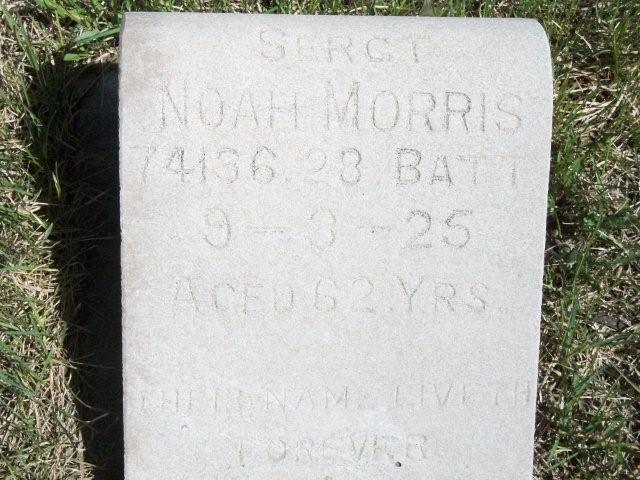 SERGT
NOAH MORRIS
74136. 28. BATT
9-3-25
AGED 62. YRS.
THEIR NAME LIVETH
FOREVER